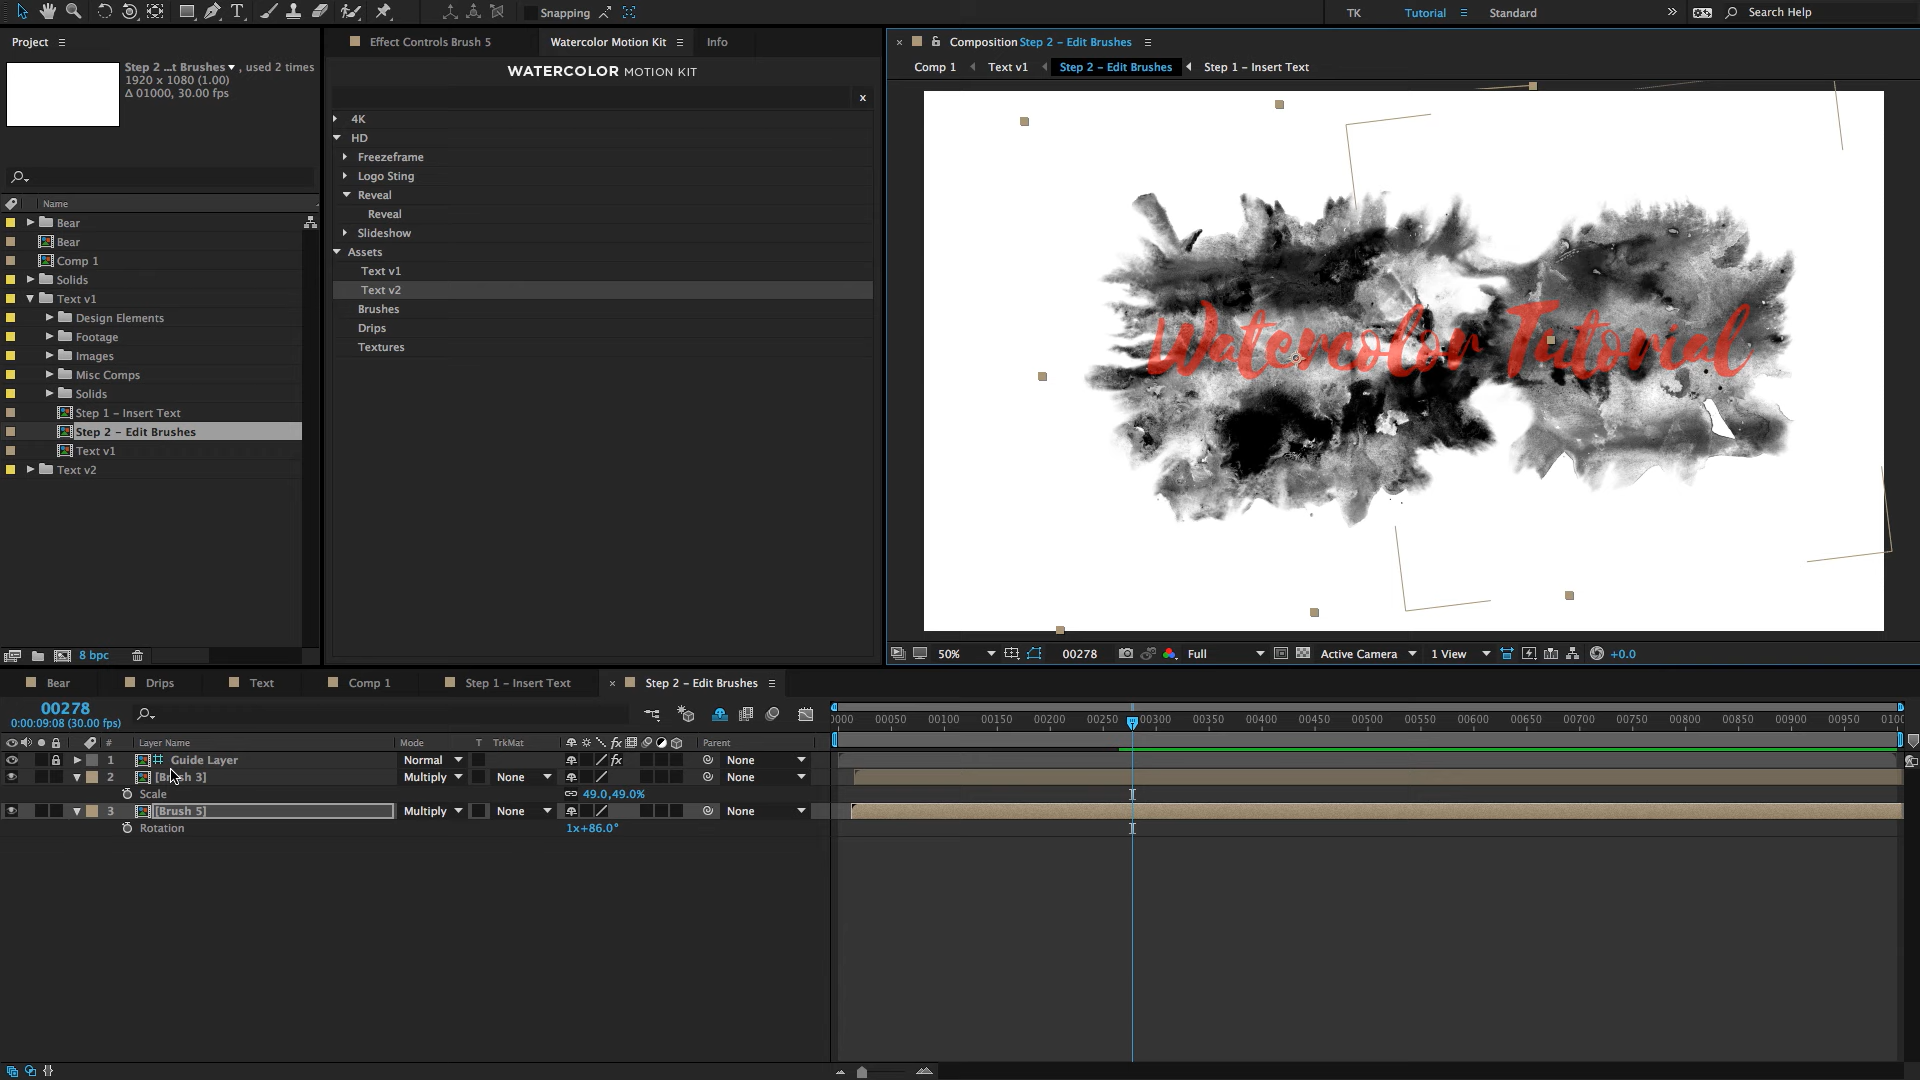 Snapping
TK
Tutorial
Standard
Search Help
Project
Effect Controls Brush 5
Watercolor Motion Kit
Info
Composition Step 2 – Edit Brushes
Step 2 ...t Brushes▼ , used 2 times
1920 x 1080 (1.00)
Δ 01000, 30.00 fps
WATERCOLOR MOTION KIT
x
Comp 1
Text v1
Step 2 – Edit Brushes
Step 1 – Insert Text
4K
HD
Freezeframe
Logo Sting
Reveal
Reveal
Slideshow
Assets
Text v1
Text v2
Brushes
Drips
Textures
Name
Bear
Bear
Comp 1
Solids
Text v1
Design Elements
Footage
Images
Misc Comps
Solids
Step 1 – Insert Text
Step 2 – Edit Brushes
Text v1
Text v2
Watercolor Tutorial
8 bpc
50%
00278
Full
Active Camera
1 View
+0.0
Bear
Drips
Text
Comp 1
Step 1 – Insert Text
Step 2 – Edit Brushes
00278
0:00:09:08 (30.00 fps)
0000 00050 00100 00150 00200 00250 00300 00350 00400 00450 00500 00550 00600 00650 00700 00750 00800 00850 00900 00950 0100
# Layer Name Mode T TrkMat fx Parent
1 Guide Layer Normal fx None
2 [Brush 3] Multiply None None
Scale 49.0,49.0%
3 [Brush 5] Multiply None None
Rotation 1x+86.0°